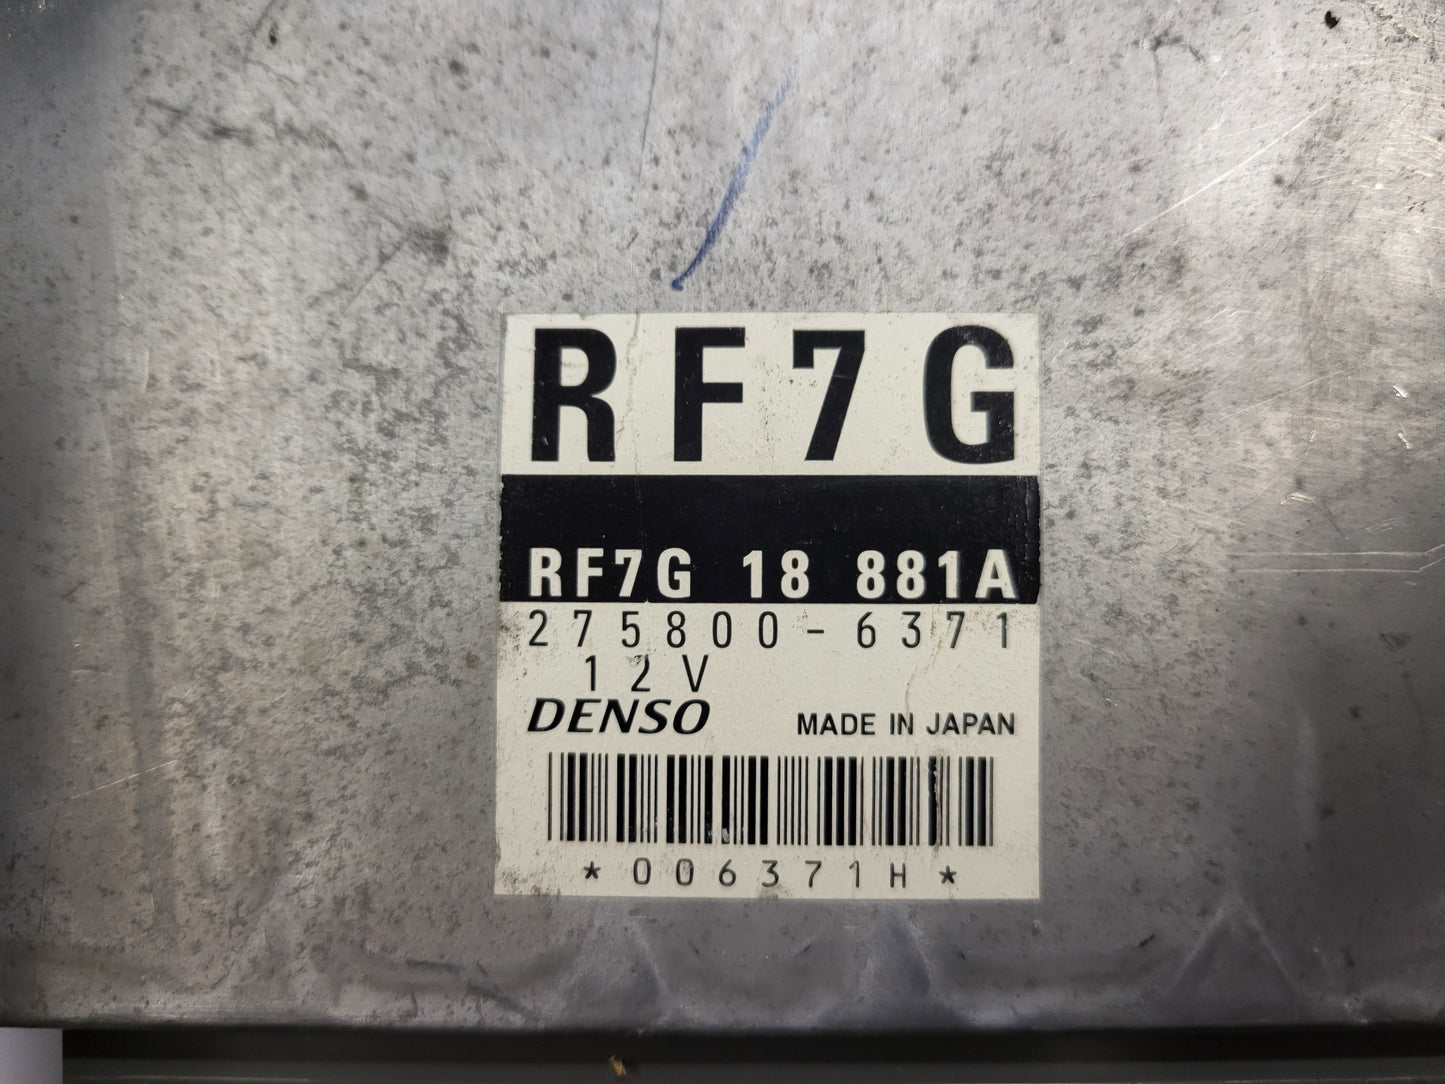 RF7G
RF7G 18 881A
275800-6371
12V
DENSO MADE IN JAPAN
*006371H*